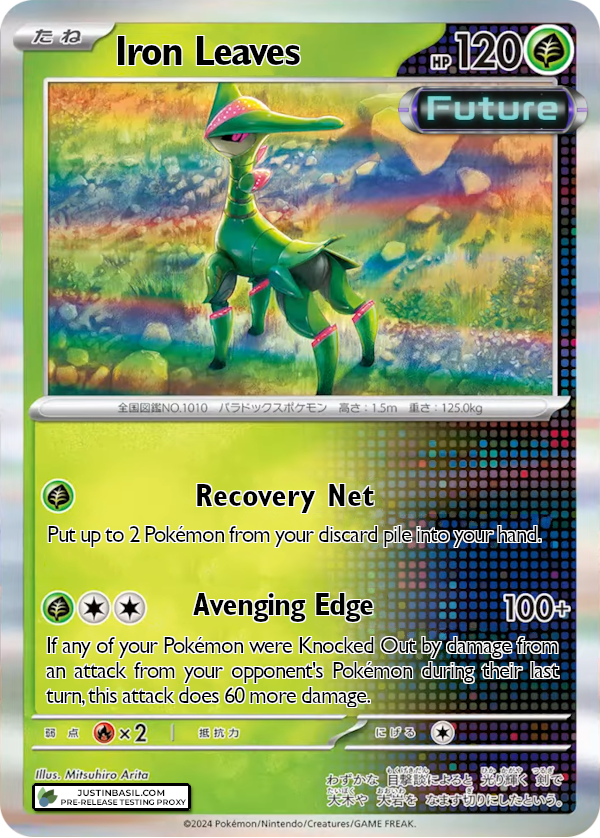 たね
Iron Leaves
HP 120
Future
全国図鑑NO.1010 パラドックスポケモン 高さ：1.5m 重さ：125.0kg
Recovery Net
Put up to 2 Pokémon from your discard pile into your hand.
Avenging Edge 100+
If any of your Pokémon were Knocked Out by damage from
an attack from your opponent's Pokémon during their last
turn, this attack does 60 more damage.
弱点 ×2 抵抗力 にげる
Illus. Mitsuhiro Arita
わずかな 目撃談によると 光り輝く 剣で
大木や 大岩を なます切りにしたという。
JUSTINBASIL.COM
PRE-RELEASE TESTING PROXY
©2024 Pokémon/Nintendo/Creatures/GAME FREAK.